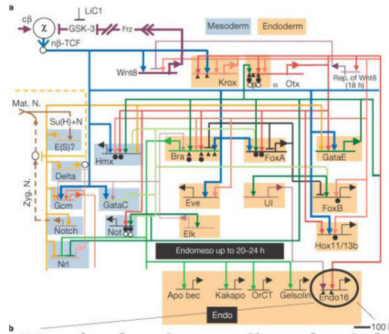 a
LiC1
cβ
χ
GSK-3
Frz
nβ-TCF
Mesoderm
Endoderm
Wnt8
Krox
α
Otx
Rep. of Wnt8
(18 h)
Mat. N.
Su(H)+N
E(S)?
Hmx
Bra
FoxA
GataE
Delta
Zyg. N.
Gcm
GataC
Eve
UI
FoxB
Notch
Not
Elk
Hox11/13b
Nrl
Endomeso up to 20–24 h
Apo bec
Kakapo
OrCT
Gelsolin
Endo16
Endo
b
100